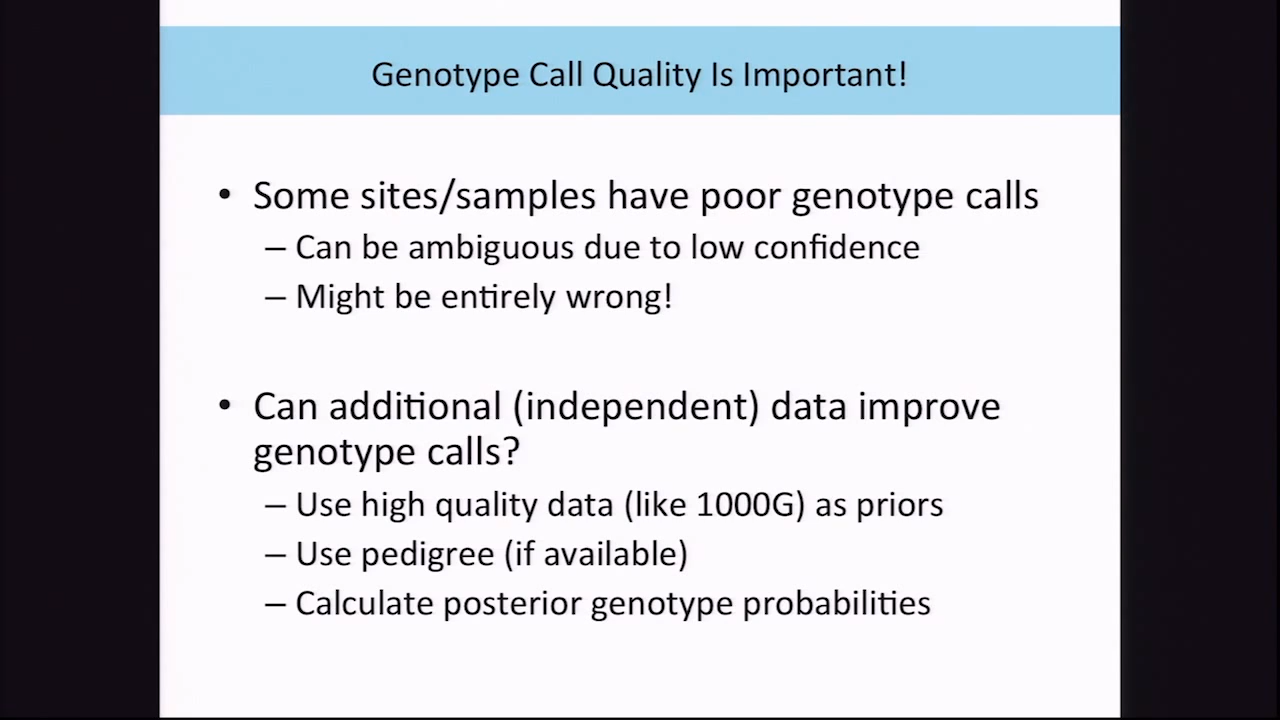 Genotype Call Quality Is Important!
• Some sites/samples have poor genotype calls
– Can be ambiguous due to low confidence
– Might be entirely wrong!
• Can additional (independent) data improve
genotype calls?
– Use high quality data (like 1000G) as priors
– Use pedigree (if available)
– Calculate posterior genotype probabilities